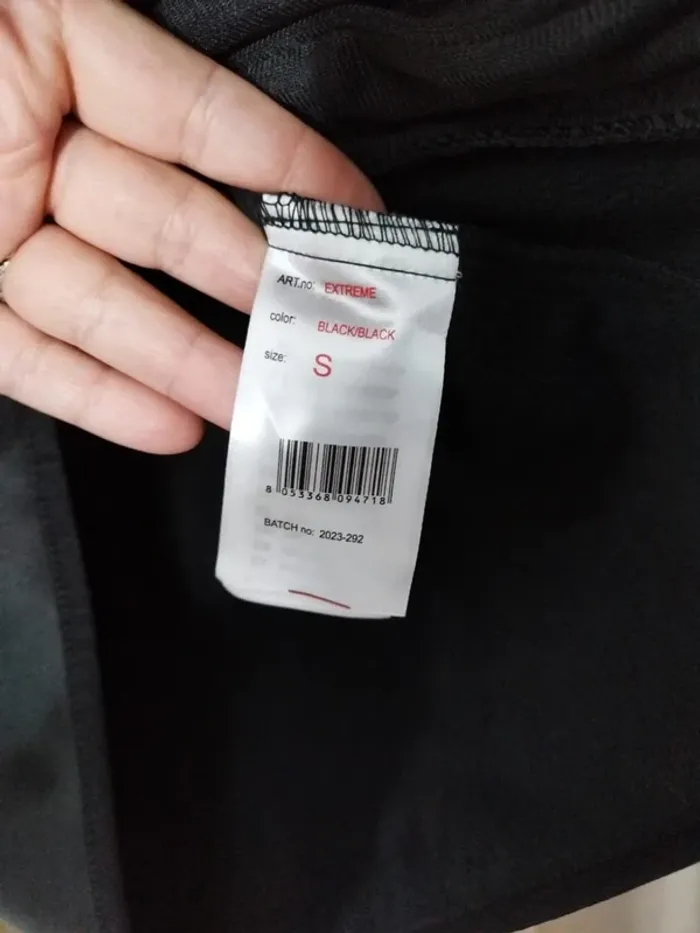 ART.no: EXTREME
color: BLACK/BLACK
size: S
8 053368 094718
BATCH no: 2023-292